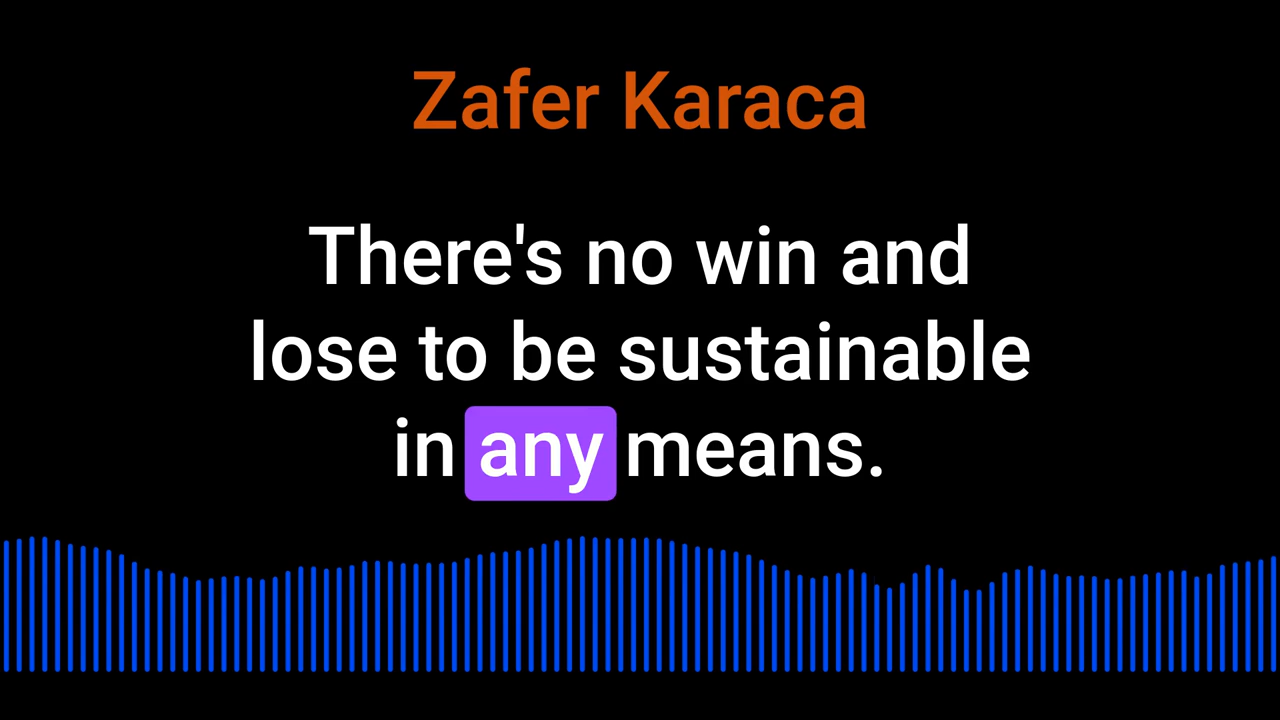 Zafer Karaca
There's no win and
lose to be sustainable
in any means.